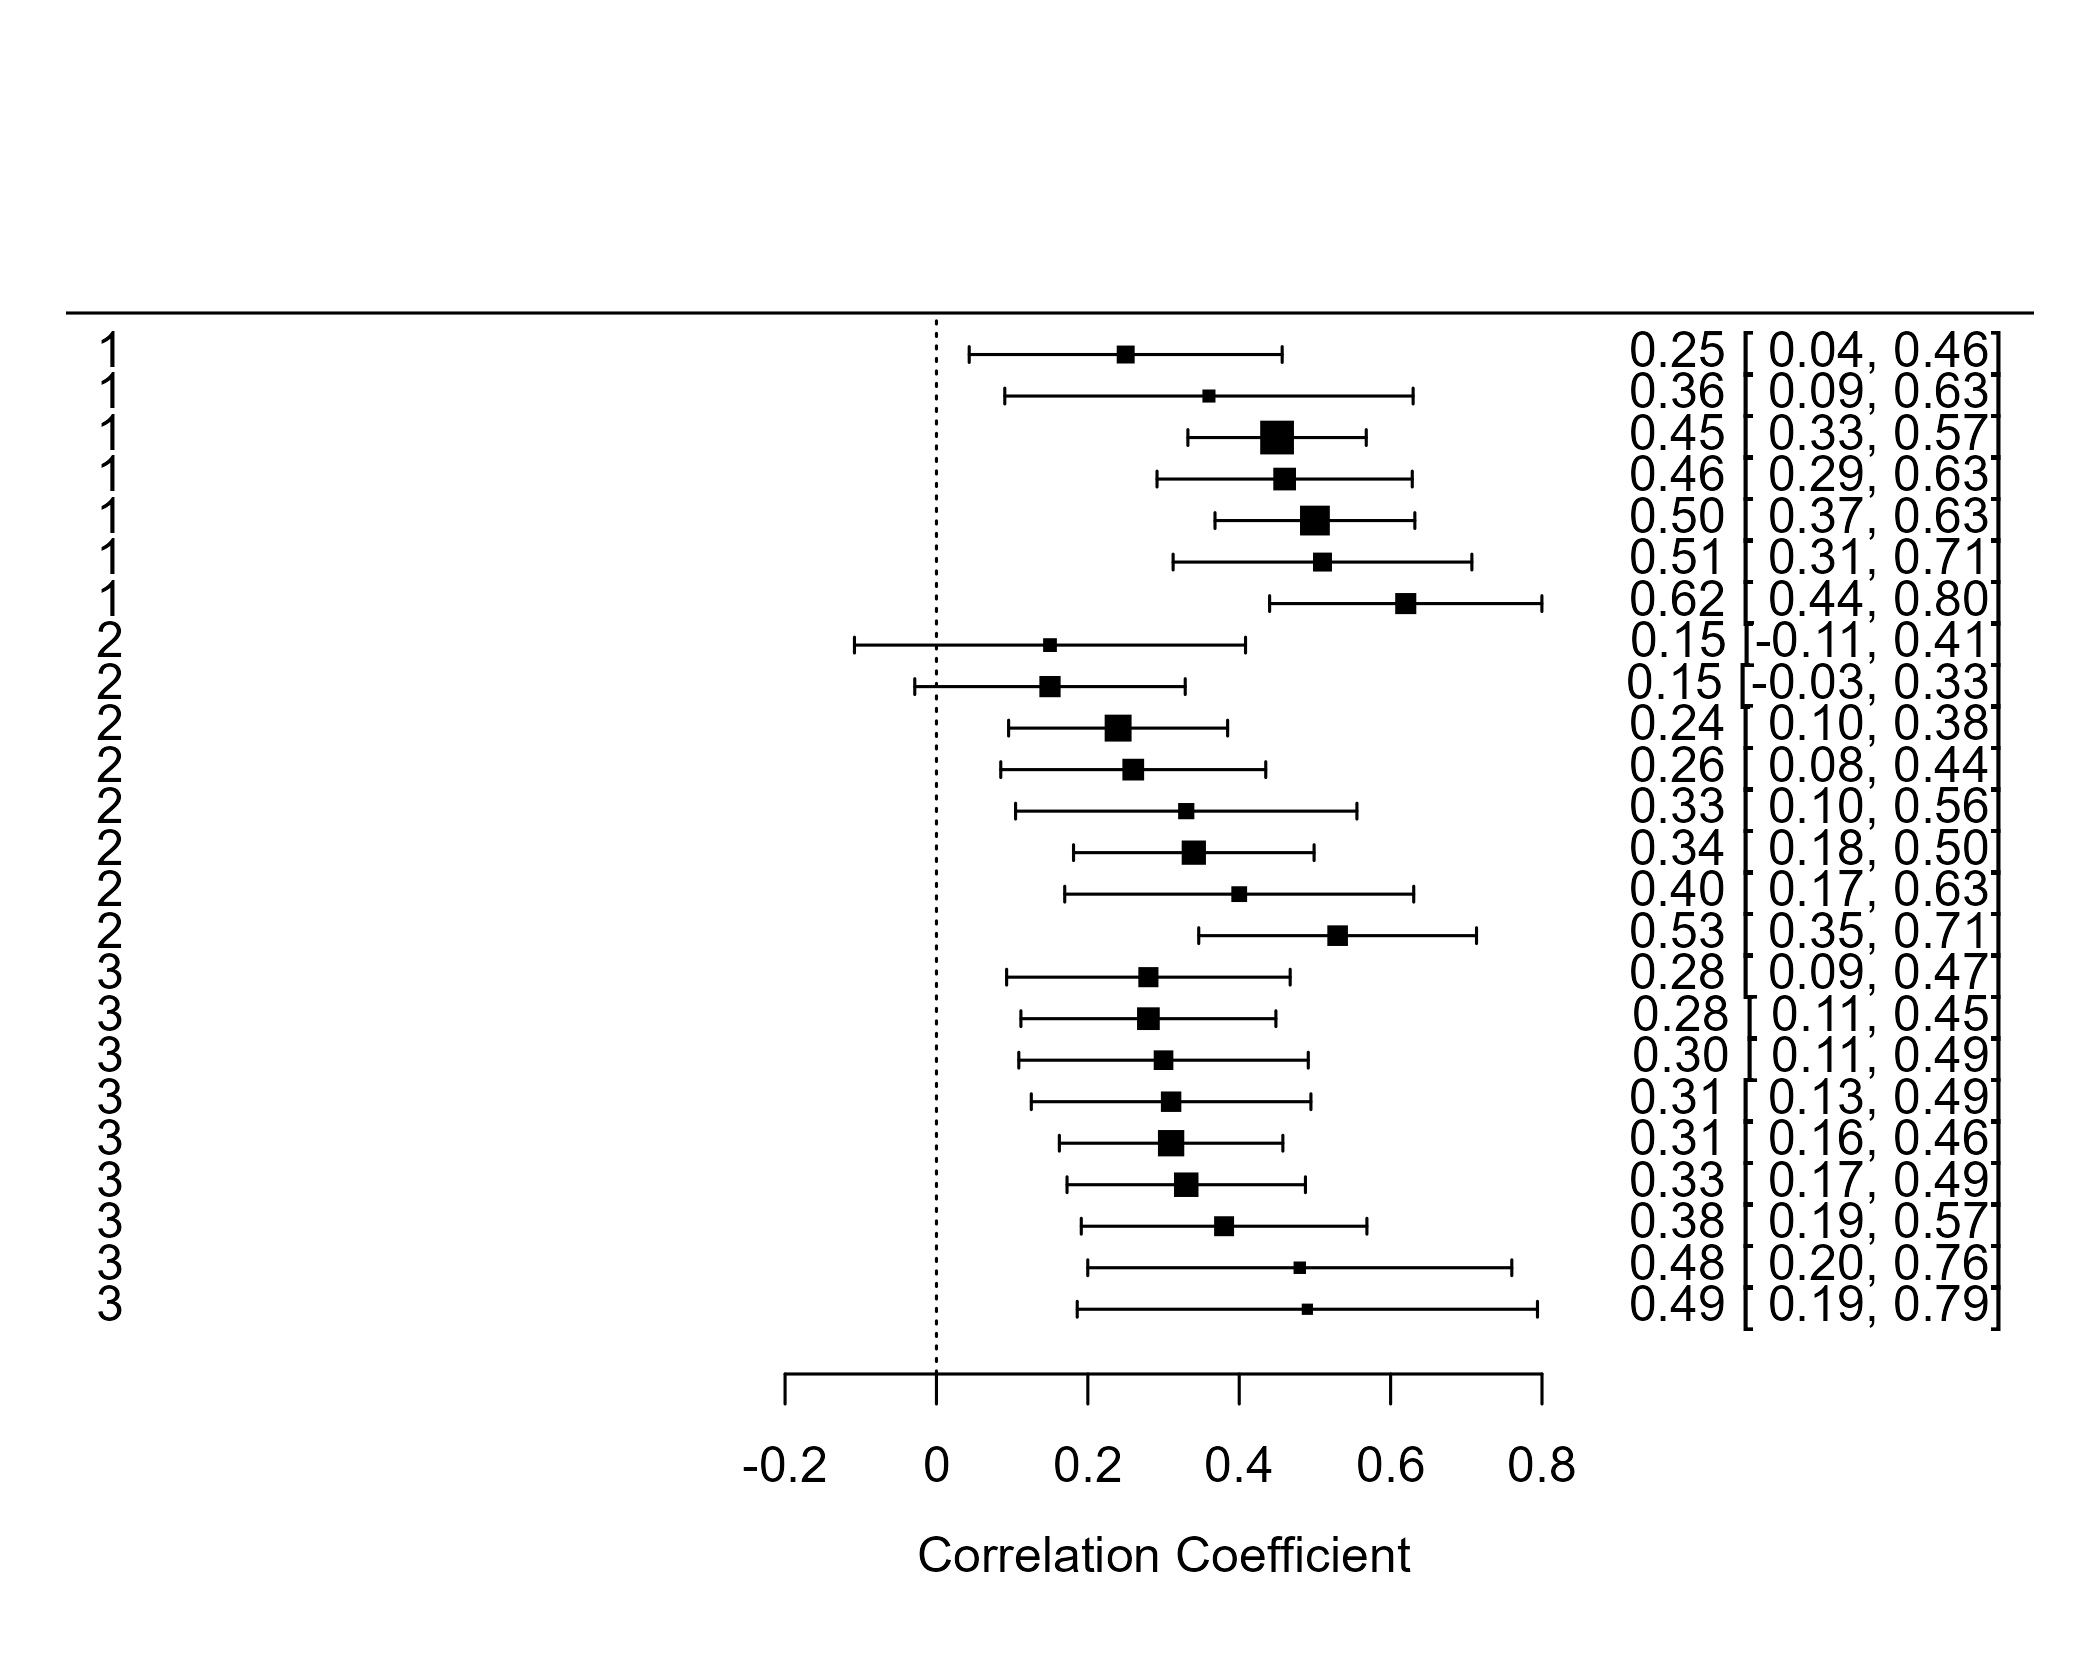 1 0.25 [ 0.04, 0.46]
1 0.36 [ 0.09, 0.63]
1 0.45 [ 0.33, 0.57]
1 0.46 [ 0.29, 0.63]
1 0.50 [ 0.37, 0.63]
1 0.51 [ 0.31, 0.71]
1 0.62 [ 0.44, 0.80]
2 0.15 [-0.11, 0.41]
2 0.15 [-0.03, 0.33]
2 0.24 [ 0.10, 0.38]
2 0.26 [ 0.08, 0.44]
2 0.33 [ 0.10, 0.56]
2 0.34 [ 0.18, 0.50]
2 0.40 [ 0.17, 0.63]
2 0.53 [ 0.35, 0.71]
3 0.28 [ 0.09, 0.47]
3 0.28 [ 0.11, 0.45]
3 0.30 [ 0.11, 0.49]
3 0.31 [ 0.13, 0.49]
3 0.31 [ 0.16, 0.46]
3 0.33 [ 0.17, 0.49]
3 0.38 [ 0.19, 0.57]
3 0.48 [ 0.20, 0.76]
3 0.49 [ 0.19, 0.79]
-0.2 0 0.2 0.4 0.6 0.8
Correlation Coefficient